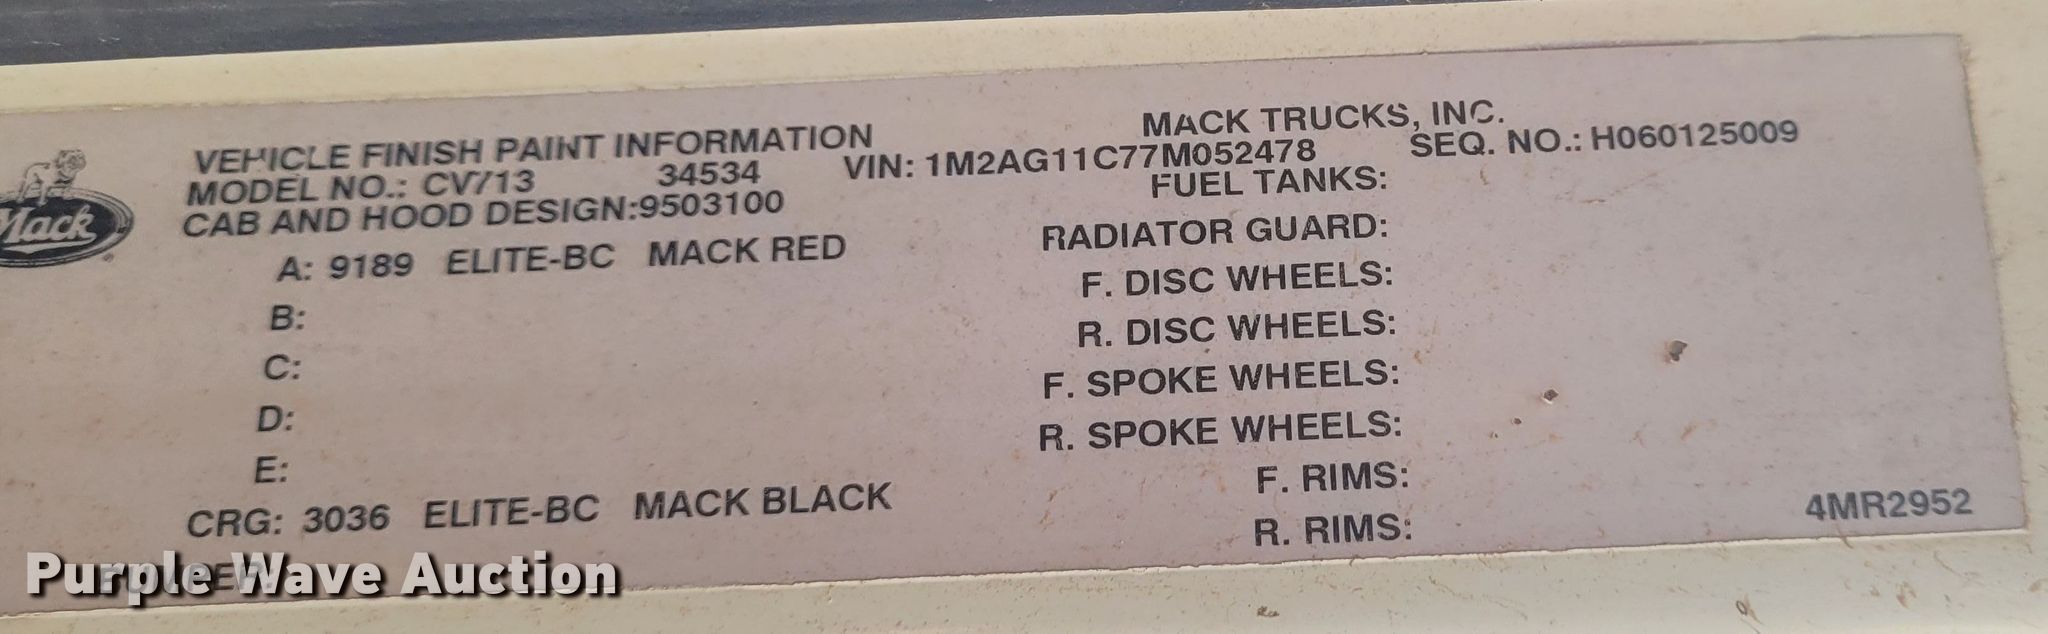 MACK TRUCKS, INC.
VEHICLE FINISH PAINT INFORMATION
MODEL NO.: CV713 34534 VIN: 1M2AG11C77M052478 SEQ. NO.: H060125009
CAB AND HOOD DESIGN:9503100 FUEL TANKS:
Mack
A: 9189 ELITE-BC MACK RED
RADIATOR GUARD:
B:
F. DISC WHEELS:
C:
R. DISC WHEELS:
D:
F. SPOKE WHEELS:
E:
R. SPOKE WHEELS:
CRG: 3036 ELITE-BC MACK BLACK
F. RIMS:
R. RIMS:
4MR2952
Purple Wave Auction